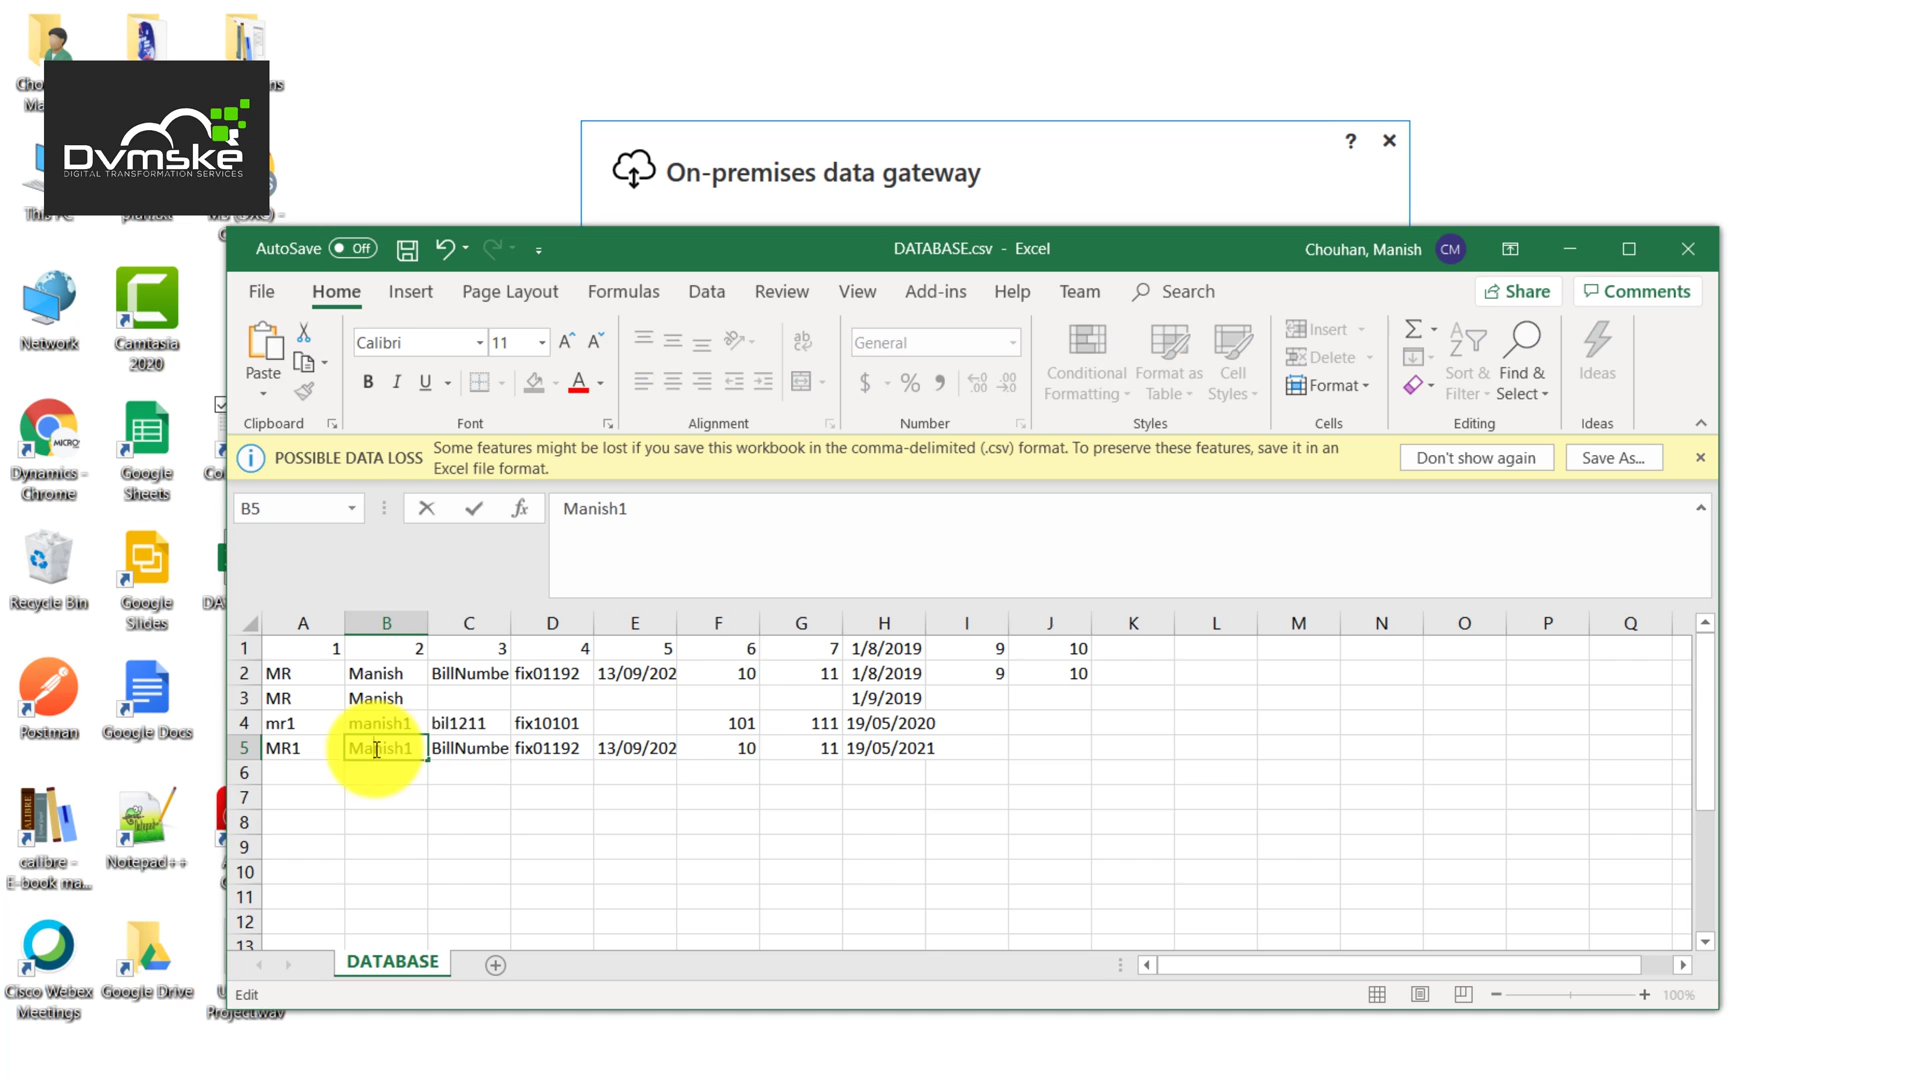 Dvmske
DIGITAL TRANSFORMATION SERVICES
On-premises data gateway
? ×
AutoSave Off
DATABASE.csv - Excel
Chouhan, Manish CM
File Home Insert Page Layout Formulas Data Review View Add-ins Help Team Search Share Comments
Paste
Clipboard
Calibri 11
B I U
Font
Alignment
General
$ % ,
Number
Conditional Formatting
Format as Table
Cell Styles
Styles
Insert
Delete
Format
Cells
Sort & Filter
Find & Select
Editing
Ideas
Ideas
POSSIBLE DATA LOSS Some features might be lost if you save this workbook in the comma-delimited (.csv) format. To preserve these features, save it in an
Excel file format.
Don't show again
Save As...
B5
fx
Manish1
A B C D E F G H I J K L M N O P Q
1 1 2 3 4 5 6 7 1/8/2019 9 10
2 MR Manish BillNumbe fix01192 13/09/202 10 11 1/8/2019 9 10
3 MR Manish 1/9/2019
4 mr1 manish1 bil1211 fix10101 101 111 19/05/2020
5 MR1 Manish1 BillNumbe fix01192 13/09/202 10 11 19/05/2021
6
7
8
9
10
11
12
13
DATABASE
Edit
100%
Network
Camtasia
2020
Dynamics -
Chrome
Google
Sheets
Recycle Bin
Google
Slides
Postman
Google Docs
calibre -
E-book ma...
Notepad++
Cisco Webex
Meetings
Google Drive